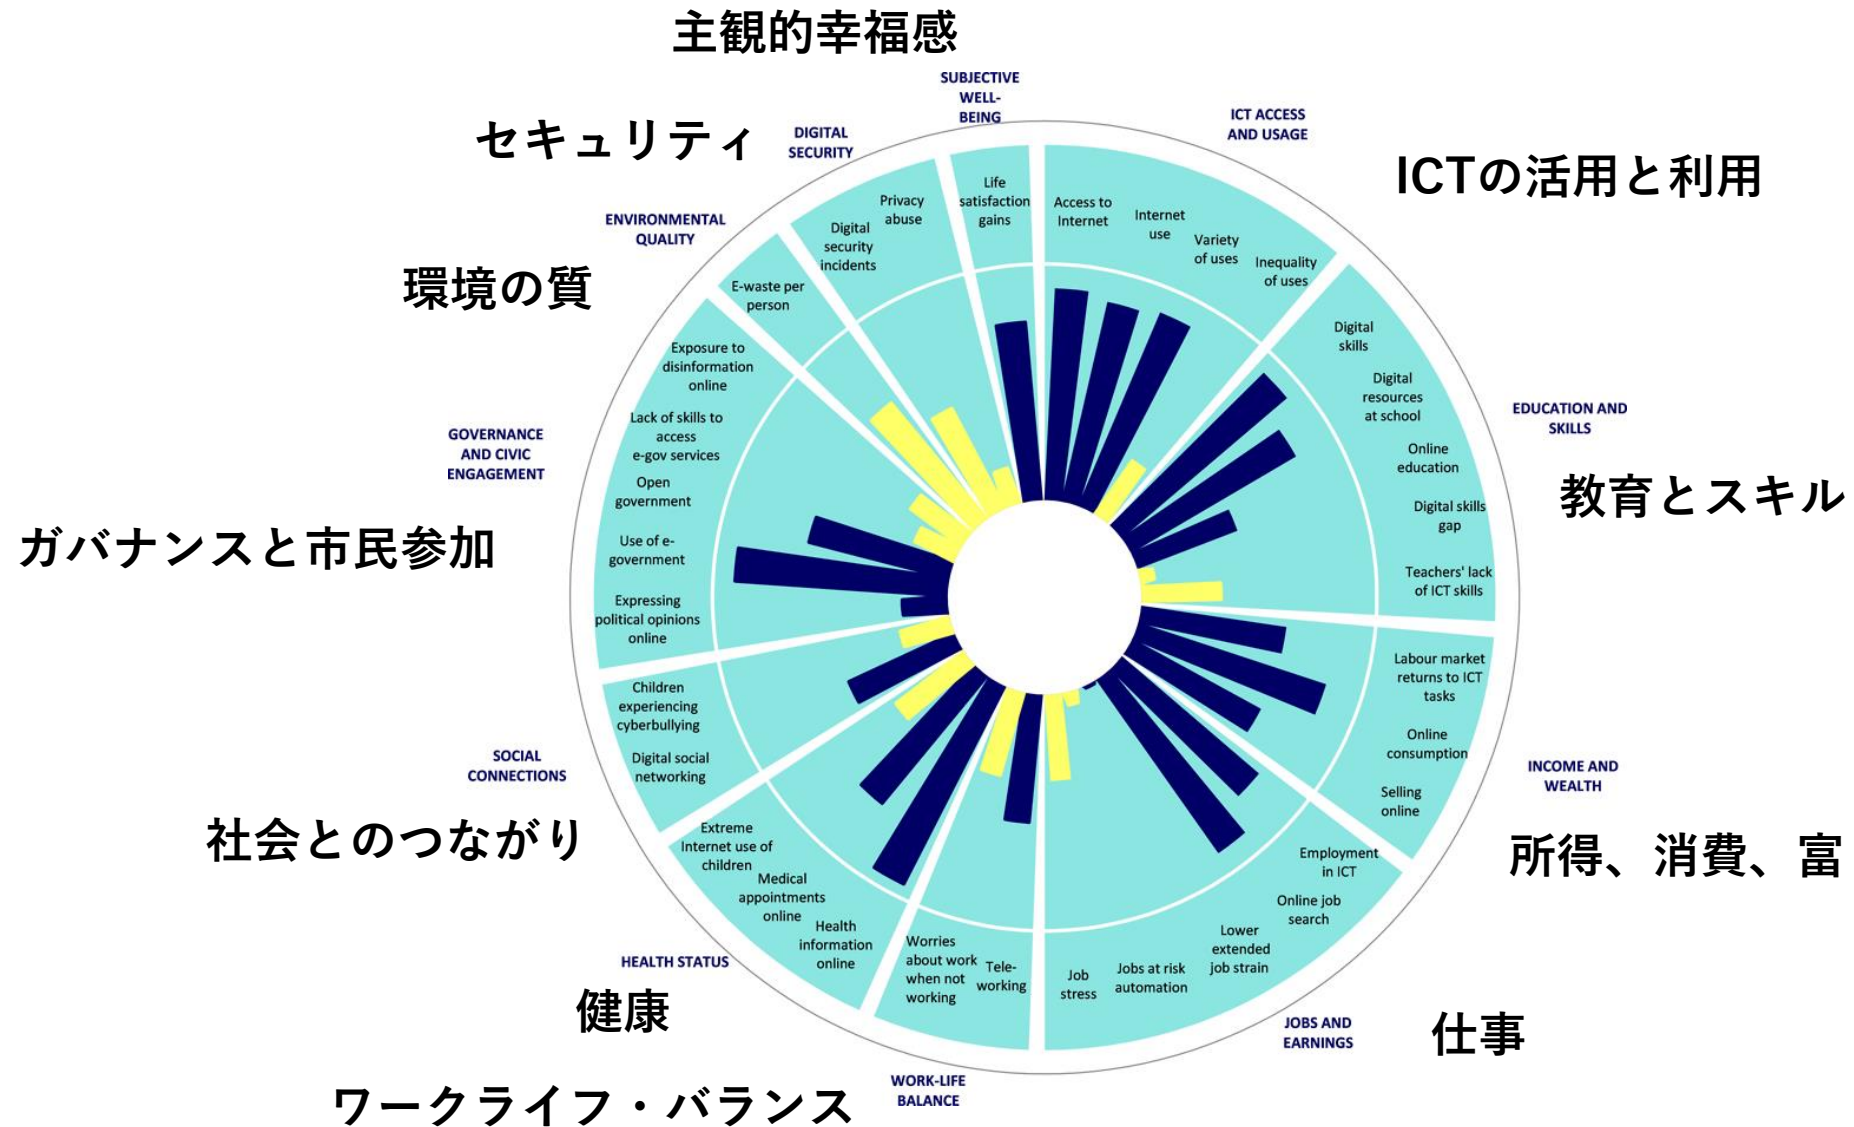 主観的幸福感
SUBJECTIVE
WELL-
BEING
ICT ACCESS
AND USAGE
ICTの活用と利用
Access to
Internet
Internet
use
Variety
of uses
Inequality
of uses
EDUCATION AND
SKILLS
教育とスキル
Digital
skills
Digital
resources
at school
Online
education
Digital skills
gap
Teachers' lack
of ICT skills
INCOME AND
WEALTH
所得、消費、富
Labour market
returns to ICT
tasks
Online
consumption
Selling
online
JOBS AND
EARNINGS
仕事
Employment
in ICT
Online job
search
Lower
extended
job strain
Jobs at risk
automation
Job
stress
WORK-LIFE
BALANCE
ワークライフ・バランス
Tele-
working
Worries
about work
when not
working
HEALTH STATUS
健康
Health
information
online
Medical
appointments
online
Extreme
Internet use of
children
SOCIAL
CONNECTIONS
社会とのつながり
Digital social
networking
Children
experiencing
cyberbullying
GOVERNANCE
AND CIVIC
ENGAGEMENT
ガバナンスと市民参加
Expressing
political opinions
online
Use of e-
government
Open
government
Lack of skills to
access
e-gov services
Exposure to
disinformation
online
ENVIRONMENTAL
QUALITY
環境の質
E-waste per
person
セキュリティ
DIGITAL
SECURITY
Digital
security
incidents
Privacy
abuse
Life
satisfaction
gains